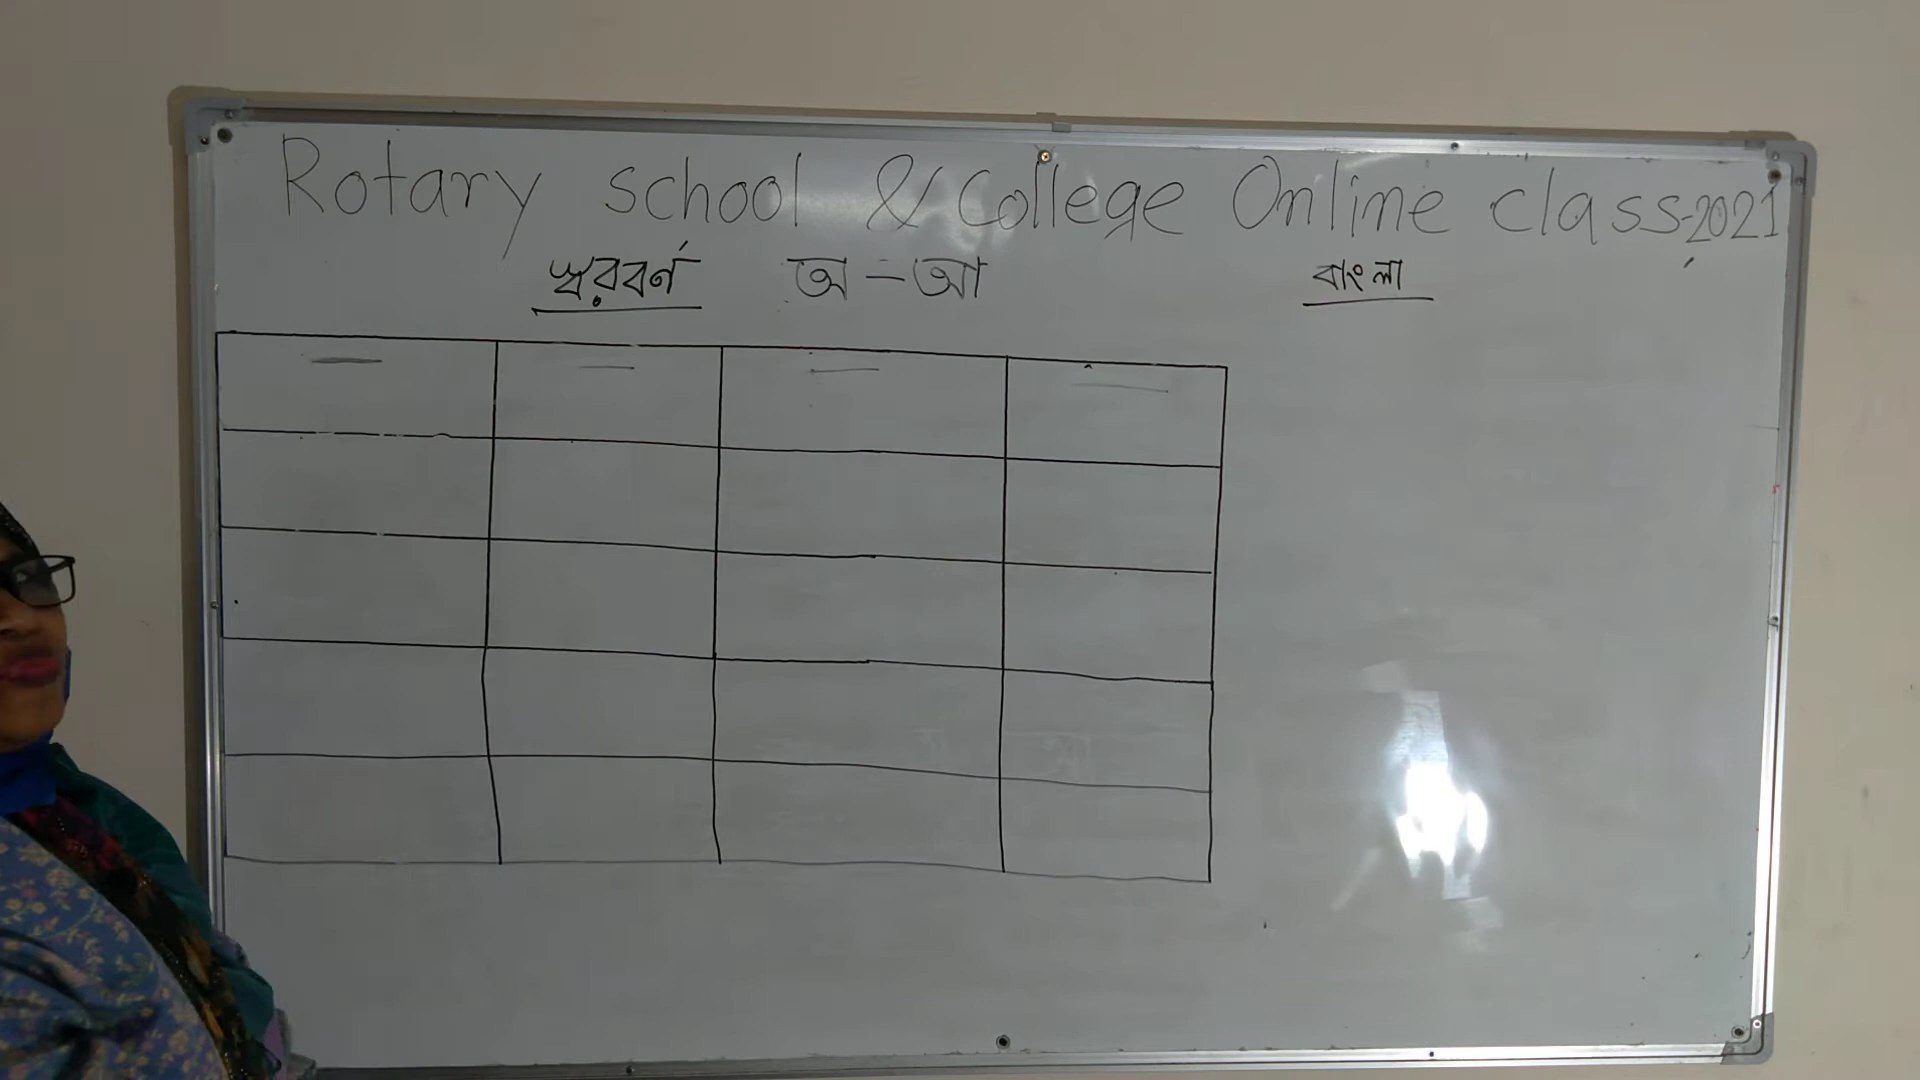 Rotary school & College Online class-2021
স্বরবর্ণ অ - আ বাংলা